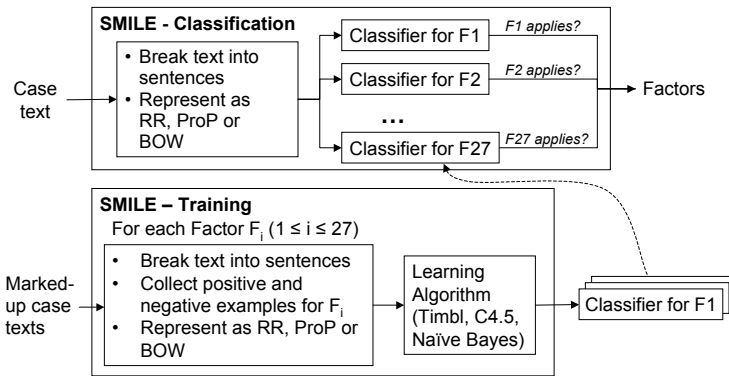 SMILE - Classification
• Break text into
sentences
• Represent as
RR, ProP or
BOW
Case
text
Classifier for F1
F1 applies?
Classifier for F2
F2 applies?
...
Classifier for F27
F27 applies?
Factors
SMILE – Training
For each Factor Fi (1 ≤ i ≤ 27)
• Break text into sentences
• Collect positive and
negative examples for Fi
• Represent as RR, ProP or
BOW
Marked-
up case
texts
Learning
Algorithm
(Timbl, C4.5,
Naïve Bayes)
Classifier for F1